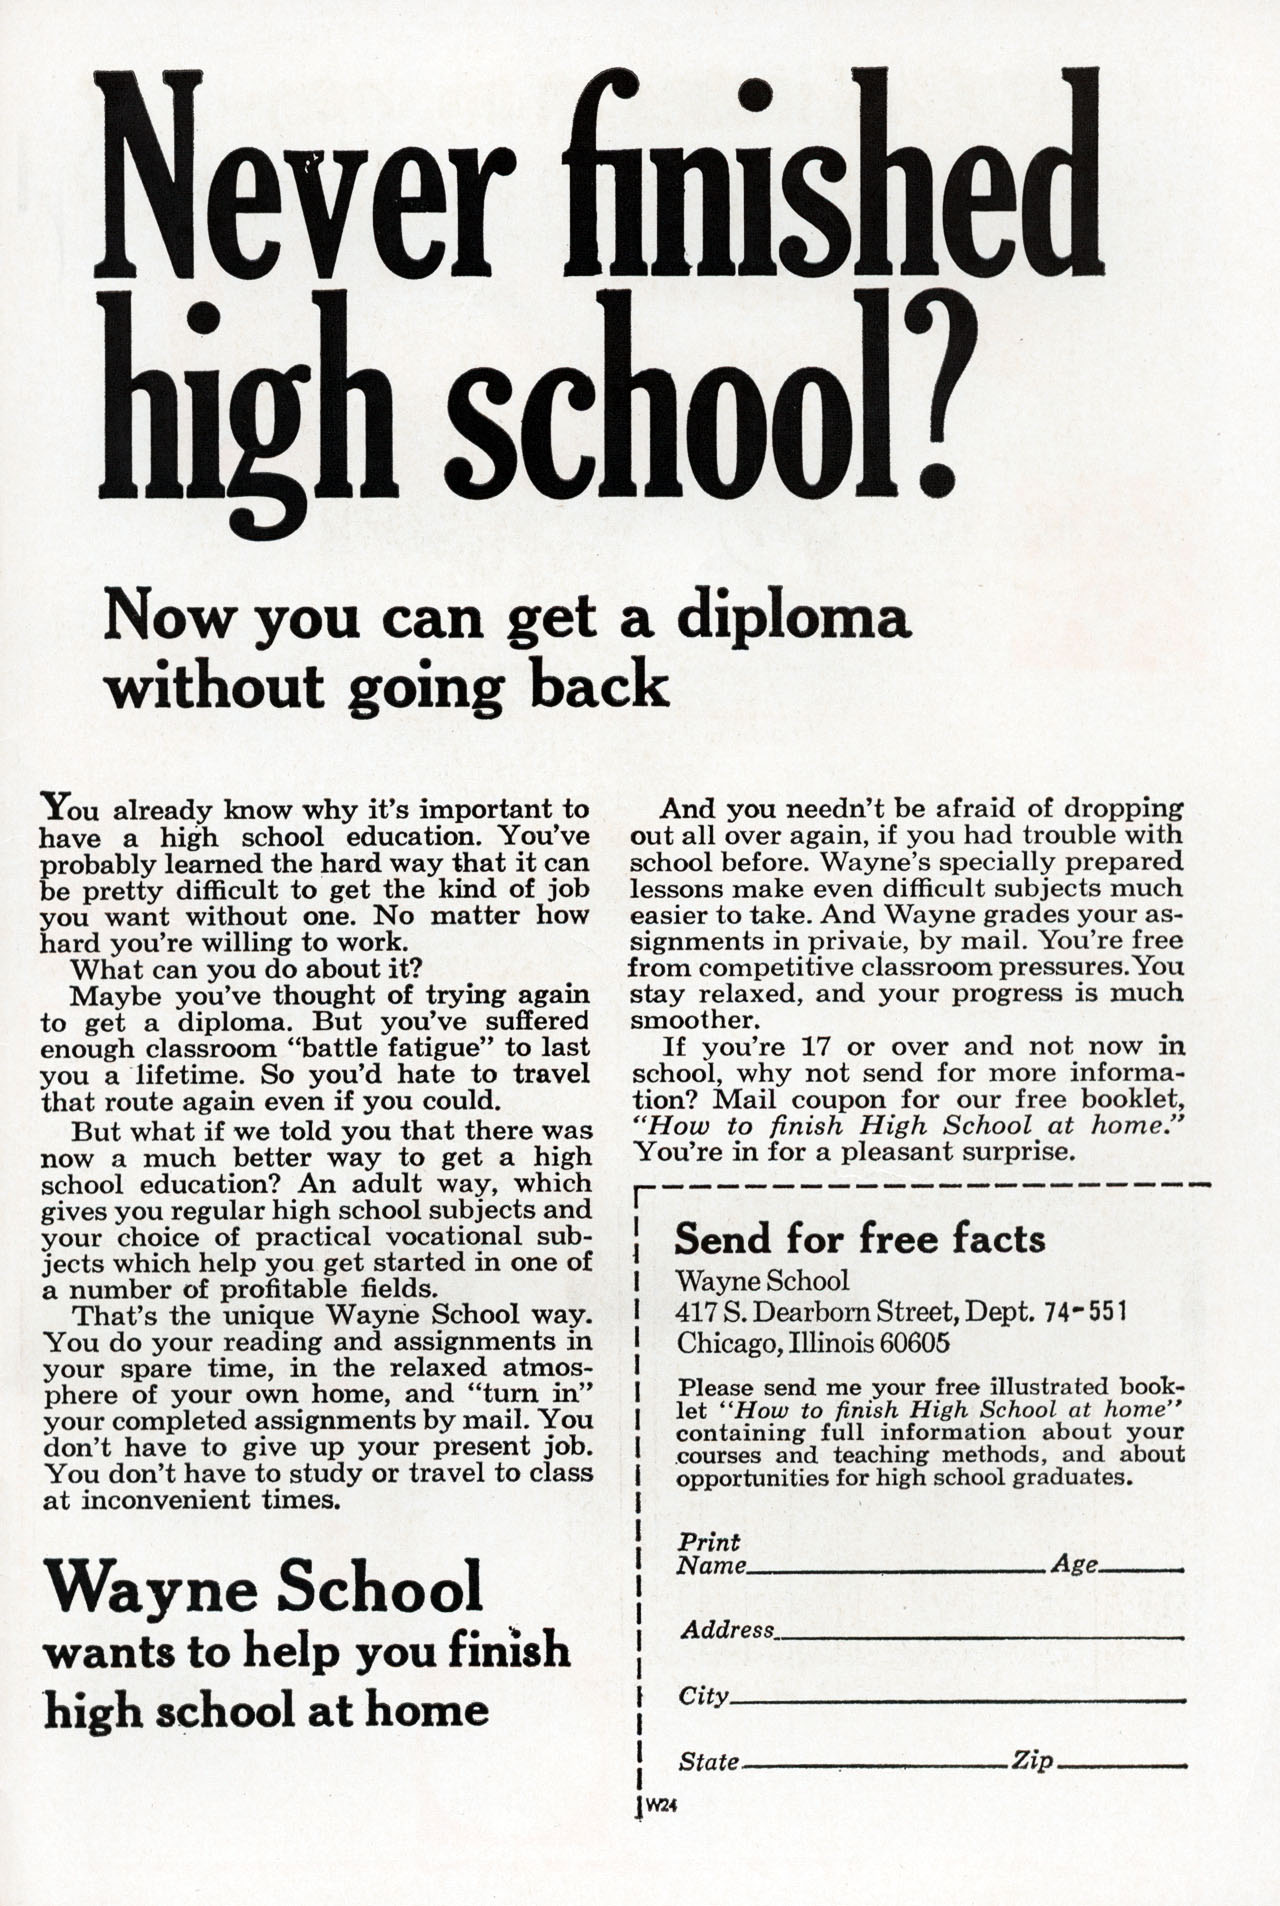 Never finished
high school?
Now you can get a diploma
without going back
You already know why it's important to
have a high school education. You've
probably learned the hard way that it can
be pretty difficult to get the kind of job
you want without one. No matter how
hard you're willing to work.
What can you do about it?
Maybe you've thought of trying again
to get a diploma. But you've suffered
enough classroom “battle fatigue” to last
you a lifetime. So you'd hate to travel
that route again even if you could.
But what if we told you that there was
now a much better way to get a high
school education? An adult way, which
gives you regular high school subjects and
your choice of practical vocational sub-
jects which help you get started in one of
a number of profitable fields.
That's the unique Wayne School way.
You do your reading and assignments in
your spare time, in the relaxed atmos-
phere of your own home, and “turn in”
your completed assignments by mail. You
don't have to give up your present job.
You don't have to study or travel to class
at inconvenient times.
Wayne School
wants to help you finish
high school at home
And you needn't be afraid of dropping
out all over again, if you had trouble with
school before. Wayne's specially prepared
lessons make even difficult subjects much
easier to take. And Wayne grades your as-
signments in private, by mail. You're free
from competitive classroom pressures. You
stay relaxed, and your progress is much
smoother.
If you're 17 or over and not now in
school, why not send for more informa-
tion? Mail coupon for our free booklet,
“How to finish High School at home.”
You're in for a pleasant surprise.
Send for free facts
Wayne School
417 S. Dearborn Street, Dept. 74-551
Chicago, Illinois 60605
Please send me your free illustrated book-
let “How to finish High School at home”
containing full information about your
courses and teaching methods, and about
opportunities for high school graduates.
Print
Name Age
Address
City
State Zip
W24